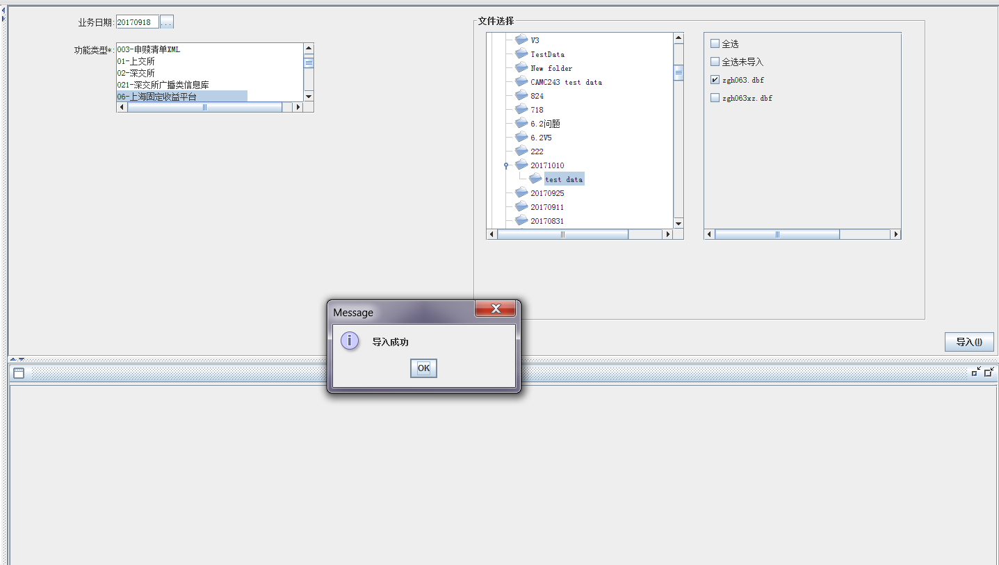 业务日期:
20170918
...
功能类型*:
003-申赎清单XML
01-上交所
02-深交所
021-深交所广播类信息库
06-上海固定收益平台
文件选择
V3
TestData
New folder
CAMC243 test data
824
718
6.2问题
6.2V5
222
20171010
test data
20170925
20170911
20170831
全选
全选未导入
zgh063.dbf
zgh063xz.dbf
导入(I)
Message
导入成功
OK